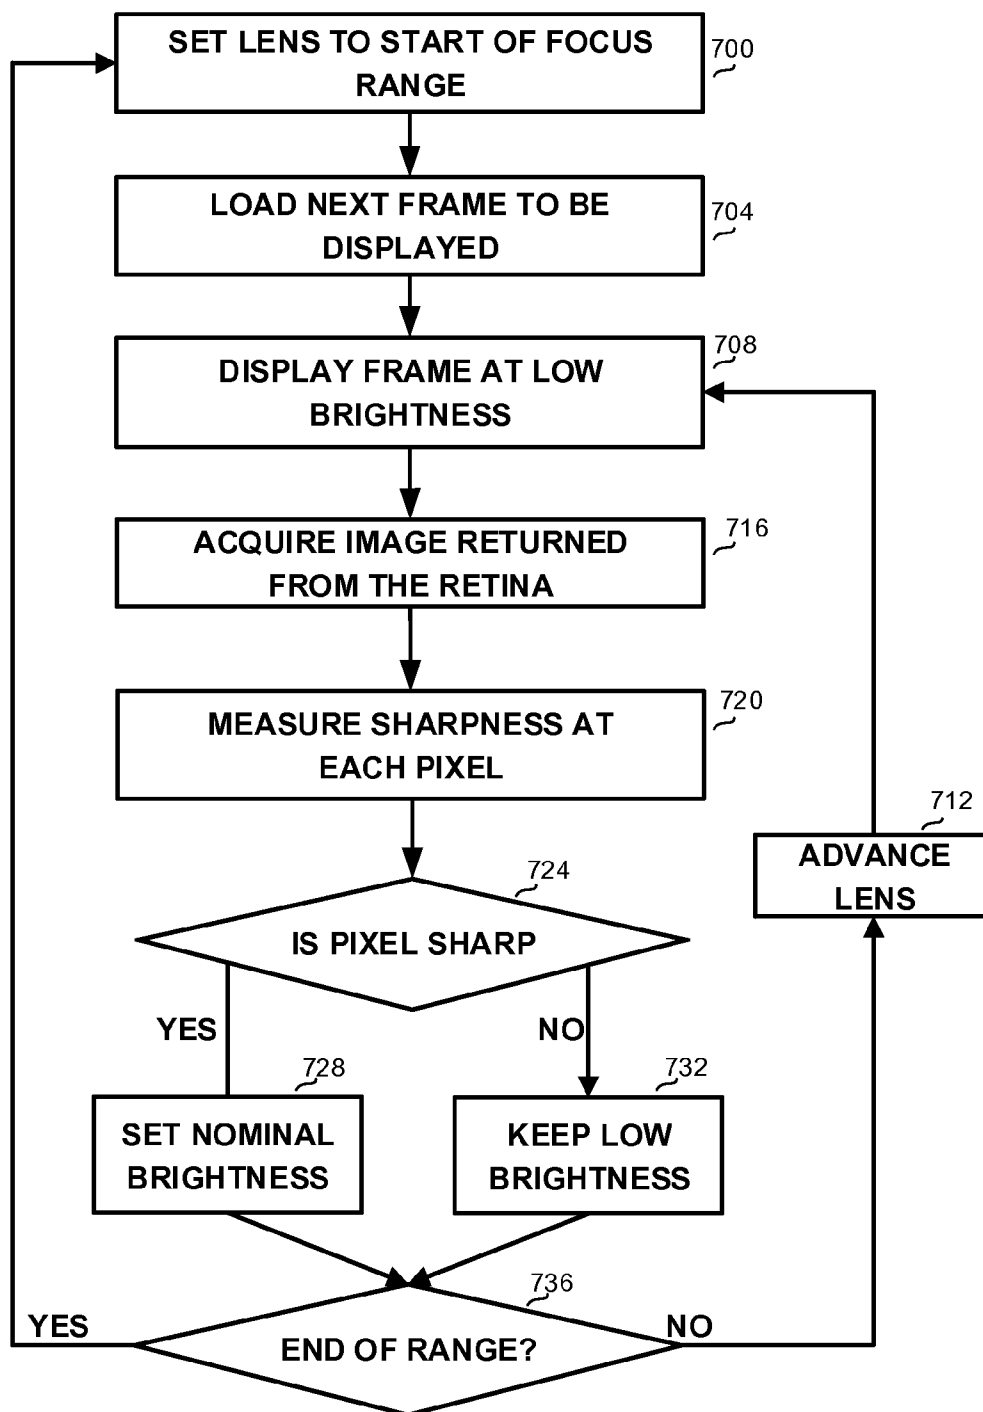 SET LENS TO START OF FOCUS
RANGE
700
LOAD NEXT FRAME TO BE
DISPLAYED
704
DISPLAY FRAME AT LOW
BRIGHTNESS
708
ACQUIRE IMAGE RETURNED
FROM THE RETINA
716
MEASURE SHARPNESS AT
EACH PIXEL
720
712
ADVANCE
LENS
724
IS PIXEL SHARP
YES
NO
728
SET NOMINAL
BRIGHTNESS
732
KEEP LOW
BRIGHTNESS
736
YES
END OF RANGE?
NO